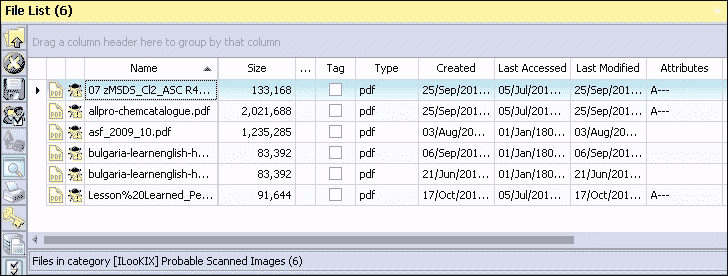 File List (6)
Drag a column header here to group by that column
Name Size ... Tag Type Created Last Accessed Last Modified Attributes
07 zMSDS_Cl2_ASC R4... 133,168 pdf 25/Sep/201... 05/Jul/201... 25/Sep/201... A---
allpro-chemcatalogue.pdf 2,021,688 pdf 25/Sep/201... 05/Jul/201... 25/Sep/201... A---
asf_2009_10.pdf 1,235,285 pdf 03/Aug/20... 01/Jan/180... 03/Aug/20...
bulgaria-learnenglish-h... 83,392 pdf 06/Sep/201... 01/Jan/180... 06/Sep/201...
bulgaria-learnenglish-h... 83,392 pdf 21/Jun/201... 01/Jan/180... 21/Jun/201...
Lesson%20Learned_Pe... 91,644 pdf 17/Oct/201... 05/Jul/201... 17/Oct/201... A---
Files in category [ILooKIX] Probable Scanned Images (6)